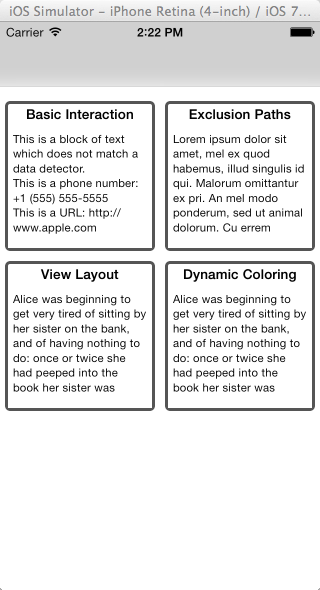 iOS Simulator - iPhone Retina (4-inch) / iOS 7...
Carrier 2:22 PM
Basic Interaction
This is a block of text
which does not match a
data detector.
This is a phone number:
+1 (555) 555-5555
This is a URL: http://
www.apple.com
Exclusion Paths
Lorem ipsum dolor sit
amet, mel ex quod
habemus, illud singulis id
qui. Malorum omittantur
ex pri. An mel modo
ponderum, sed ut animal
dolorum. Cu errem
View Layout
Alice was beginning to
get very tired of sitting by
her sister on the bank,
and of having nothing to
do: once or twice she
had peeped into the
book her sister was
Dynamic Coloring
Alice was beginning to
get very tired of sitting by
her sister on the bank,
and of having nothing to
do: once or twice she
had peeped into the
book her sister was